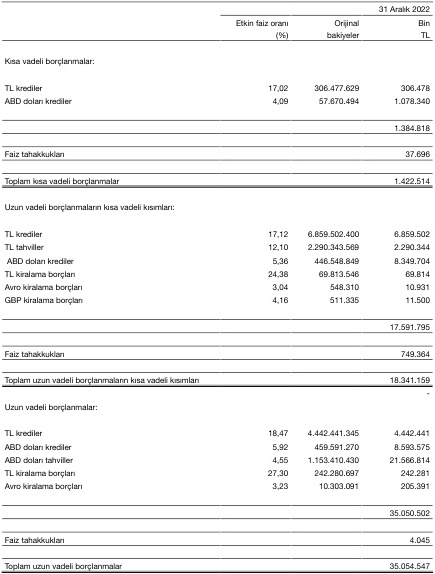 31 Aralık 2022
Etkin faiz oranı Orijinal Bin
(%) bakiyeler TL
Kısa vadeli borçlanmalar:
TL krediler 17,02 306.477.629 306.478
ABD doları krediler 4,09 57.670.494 1.078.340
1.384.818
Faiz tahakkukları 37.696
Toplam kısa vadeli borçlanmalar 1.422.514
Uzun vadeli borçlanmaların kısa vadeli kısımları:
TL krediler 17,12 6.859.502.400 6.859.502
TL tahviller 12,10 2.290.343.569 2.290.344
ABD doları krediler 5,36 446.548.849 8.349.704
TL kiralama borçları 24,38 69.813.546 69.814
Avro kiralama borçları 3,04 548.310 10.931
GBP kiralama borçları 4,16 511.335 11.500
17.591.795
Faiz tahakkukları 749.364
Toplam uzun vadeli borçlanmaların kısa vadeli kısımları 18.341.159
-
Uzun vadeli borçlanmalar:
TL krediler 18,47 4.442.441.345 4.442.441
ABD doları krediler 5,92 459.591.270 8.593.575
ABD doları tahviller 4,55 1.153.410.430 21.566.814
TL kiralama borçları 27,30 242.280.697 242.281
Avro kiralama borçları 3,23 10.303.091 205.391
35.050.502
Faiz tahakkukları 4.045
Toplam uzun vadeli borçlanmalar 35.054.547